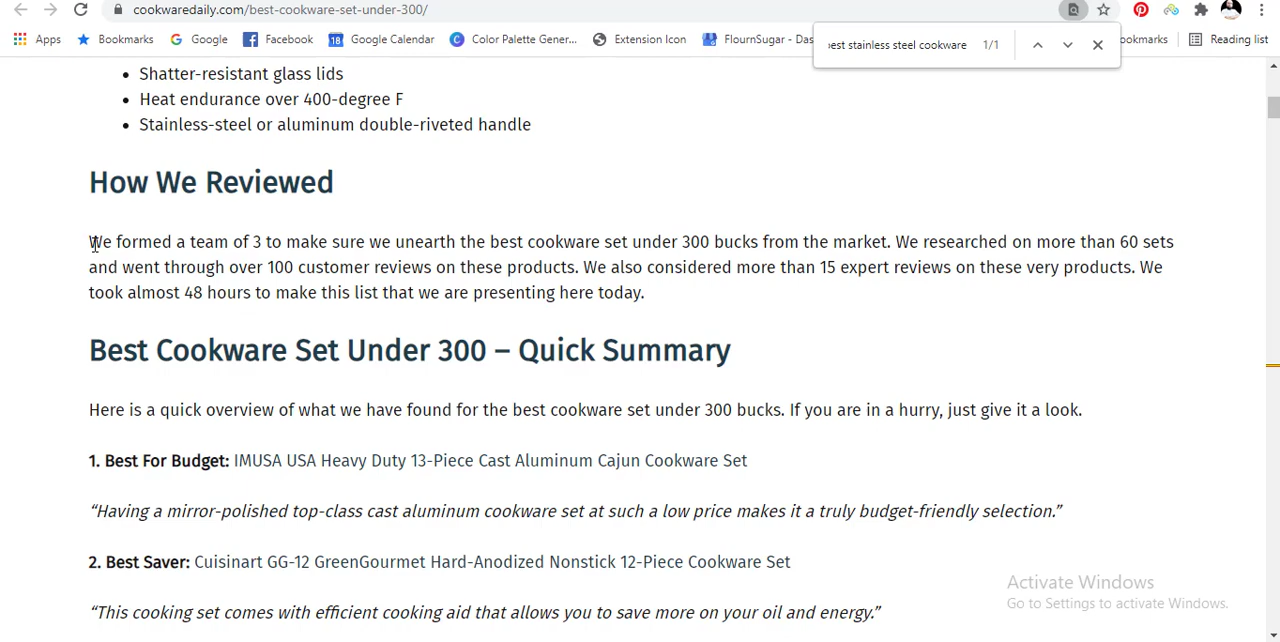 cookwaredaily.com/best-cookware-set-under-300/
Apps Bookmarks Google Facebook 18 Google Calendar C Color Palette Gener... Extension Icon FlournSugar - Das
est stainless steel cookware 1/1
okmarks Reading list
• Shatter-resistant glass lids
• Heat endurance over 400-degree F
• Stainless-steel or aluminum double-riveted handle
How We Reviewed
We formed a team of 3 to make sure we unearth the best cookware set under 300 bucks from the market. We researched on more than 60 sets
and went through over 100 customer reviews on these products. We also considered more than 15 expert reviews on these very products. We
took almost 48 hours to make this list that we are presenting here today.
Best Cookware Set Under 300 – Quick Summary
Here is a quick overview of what we have found for the best cookware set under 300 bucks. If you are in a hurry, just give it a look.
1. Best For Budget: IMUSA USA Heavy Duty 13-Piece Cast Aluminum Cajun Cookware Set
“Having a mirror-polished top-class cast aluminum cookware set at such a low price makes it a truly budget-friendly selection.”
2. Best Saver: Cuisinart GG-12 GreenGourmet Hard-Anodized Nonstick 12-Piece Cookware Set
“This cooking set comes with efficient cooking aid that allows you to save more on your oil and energy.”
Activate Windows
Go to Settings to activate Windows.